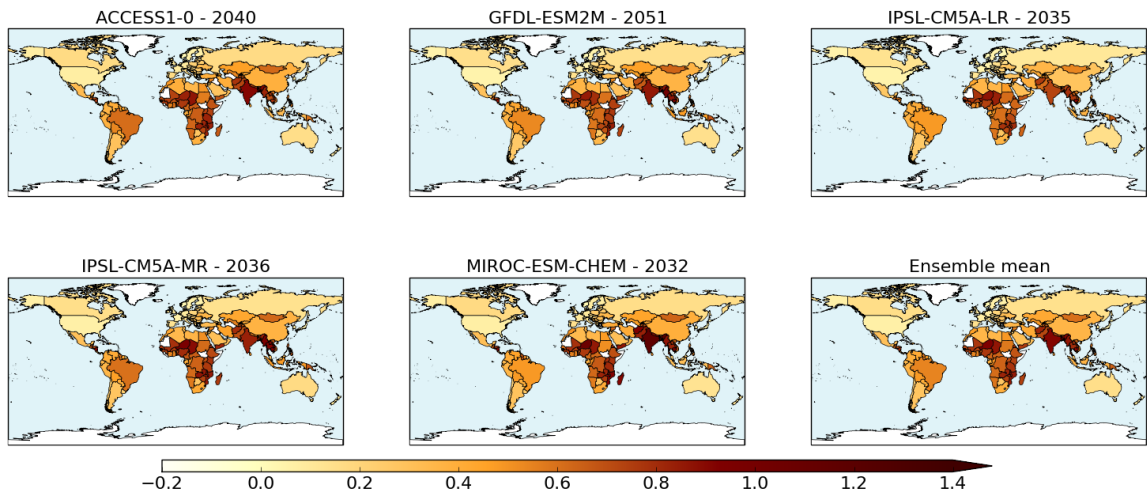 ACCESS1-0 - 2040
GFDL-ESM2M - 2051
IPSL-CM5A-LR - 2035
IPSL-CM5A-MR - 2036
MIROC-ESM-CHEM - 2032
Ensemble mean
−0.2 0.0 0.2 0.4 0.6 0.8 1.0 1.2 1.4